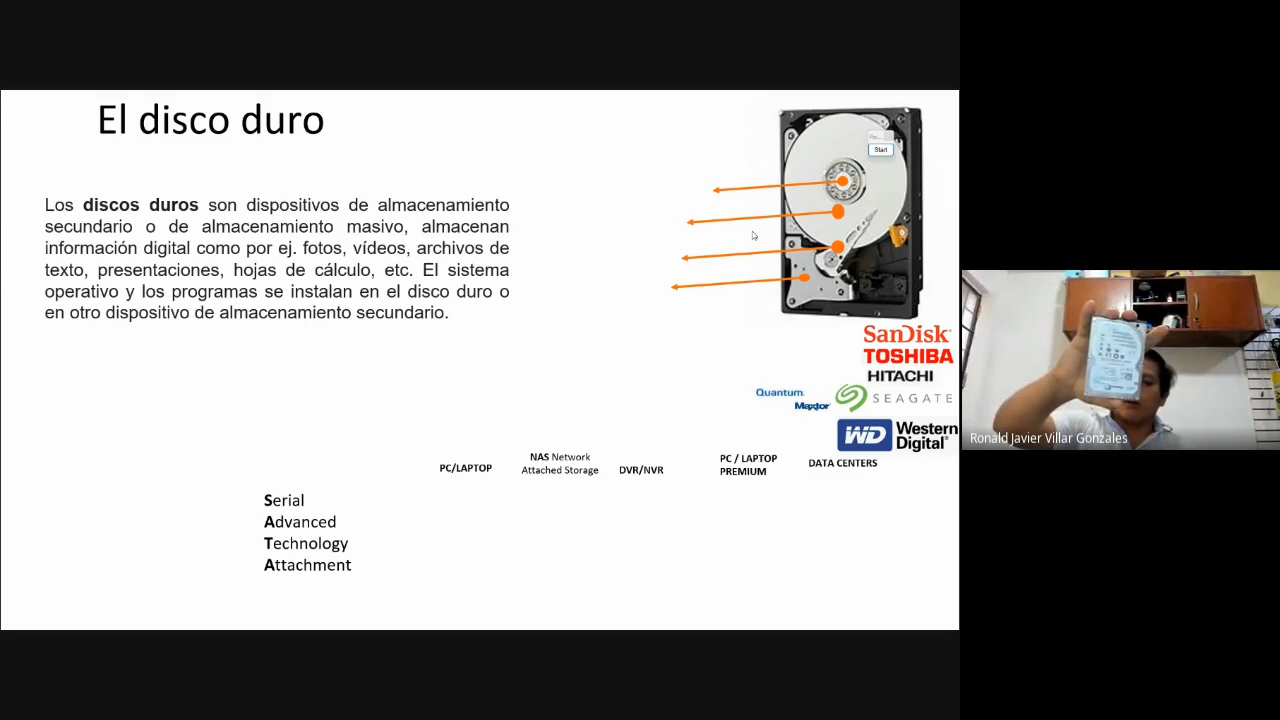 El disco duro
Los discos duros son dispositivos de almacenamiento
secundario o de almacenamiento masivo, almacenan
información digital como por ej. fotos, vídeos, archivos de
texto, presentaciones, hojas de cálculo, etc. El sistema
operativo y los programas se instalan en el disco duro o
en otro dispositivo de almacenamiento secundario.
Start
SanDisk
TOSHIBA
HITACHI
Quantum
Maxtor
SEAGATE
WD Western
Digital
PC/LAPTOP
NAS Network
Attached Storage
DVR/NVR
PC / LAPTOP
PREMIUM
DATA CENTERS
Serial
Advanced
Technology
Attachment
Ronald Javier Villar Gonzales